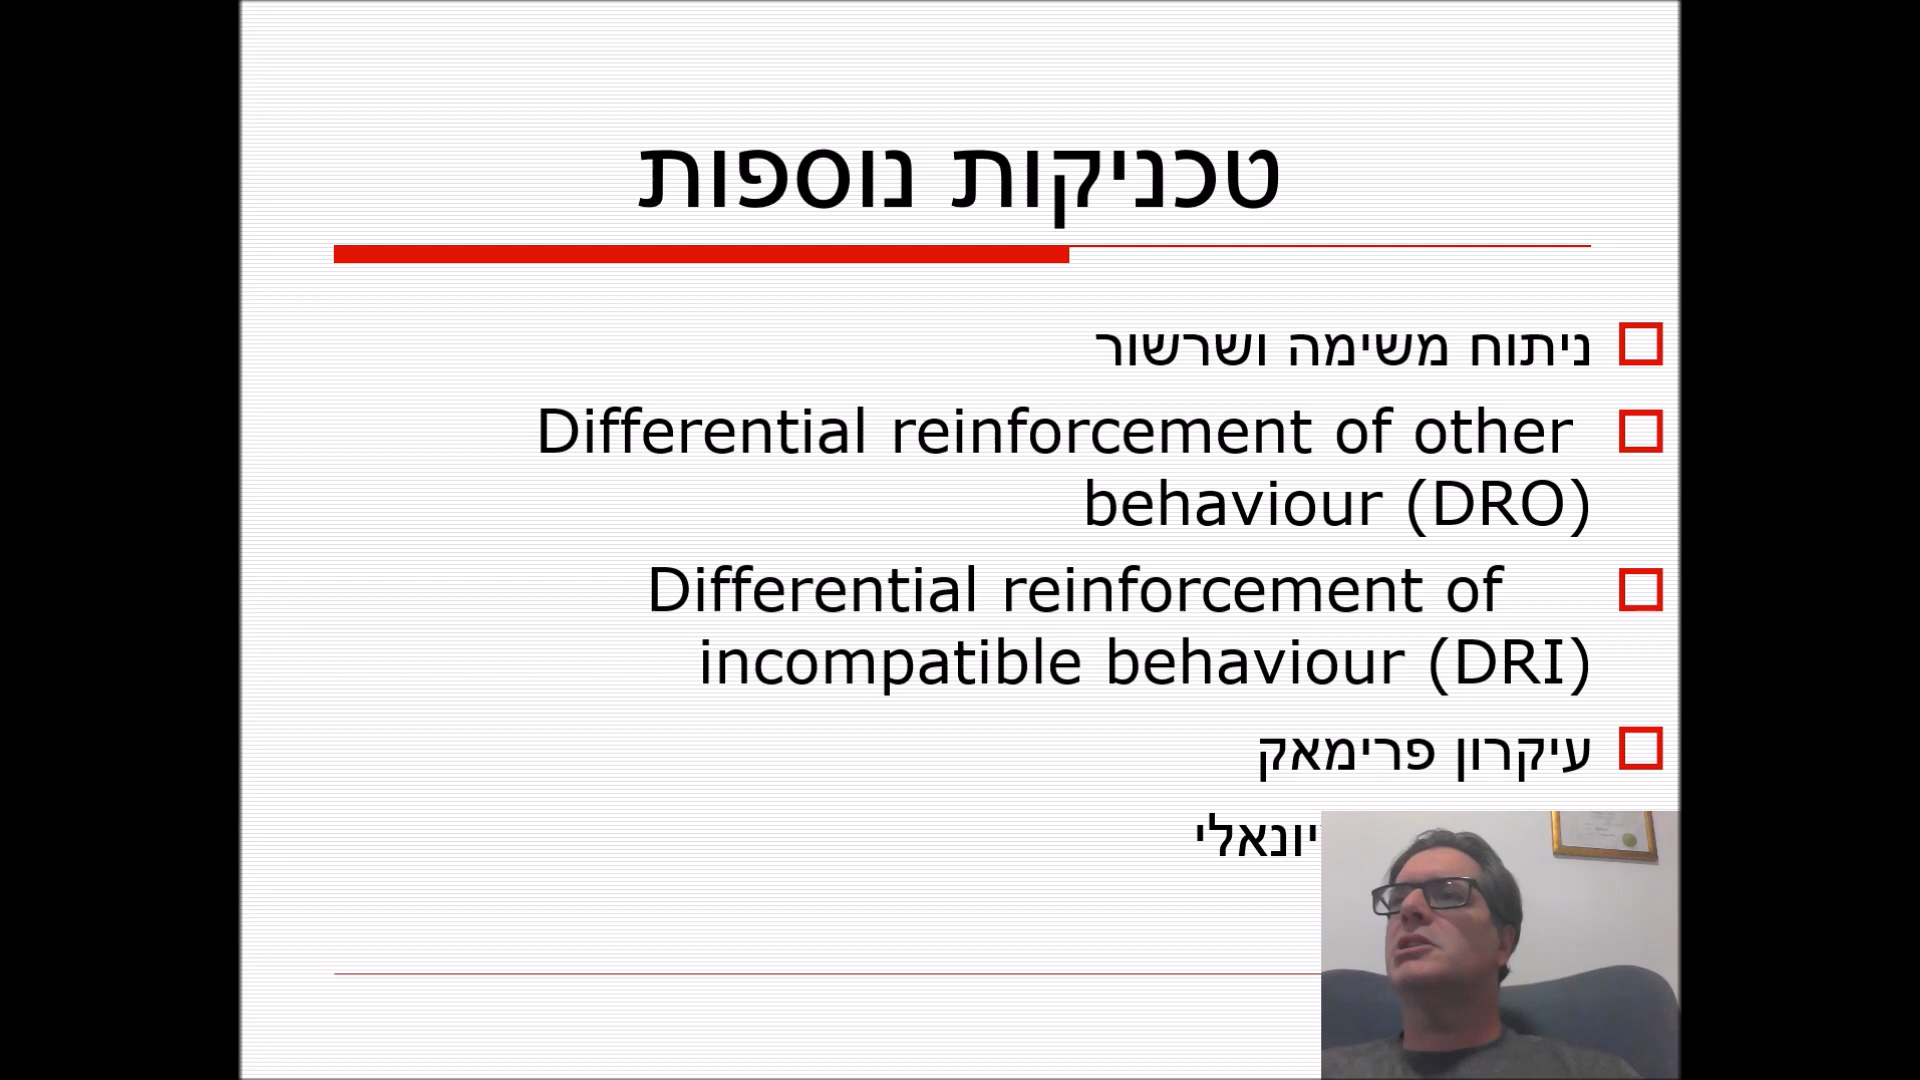 טכניקות נוספות
ניתוח משימה ושרשור
Differential reinforcement of other
behaviour (DRO)
Differential reinforcement of
incompatible behaviour (DRI)
עיקרון פרימאק